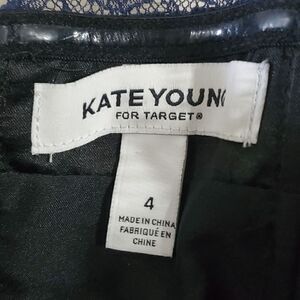 KATE YOUNG
FOR TARGET®
4
MADE IN CHINA
FABRIQUÉ EN
CHINE